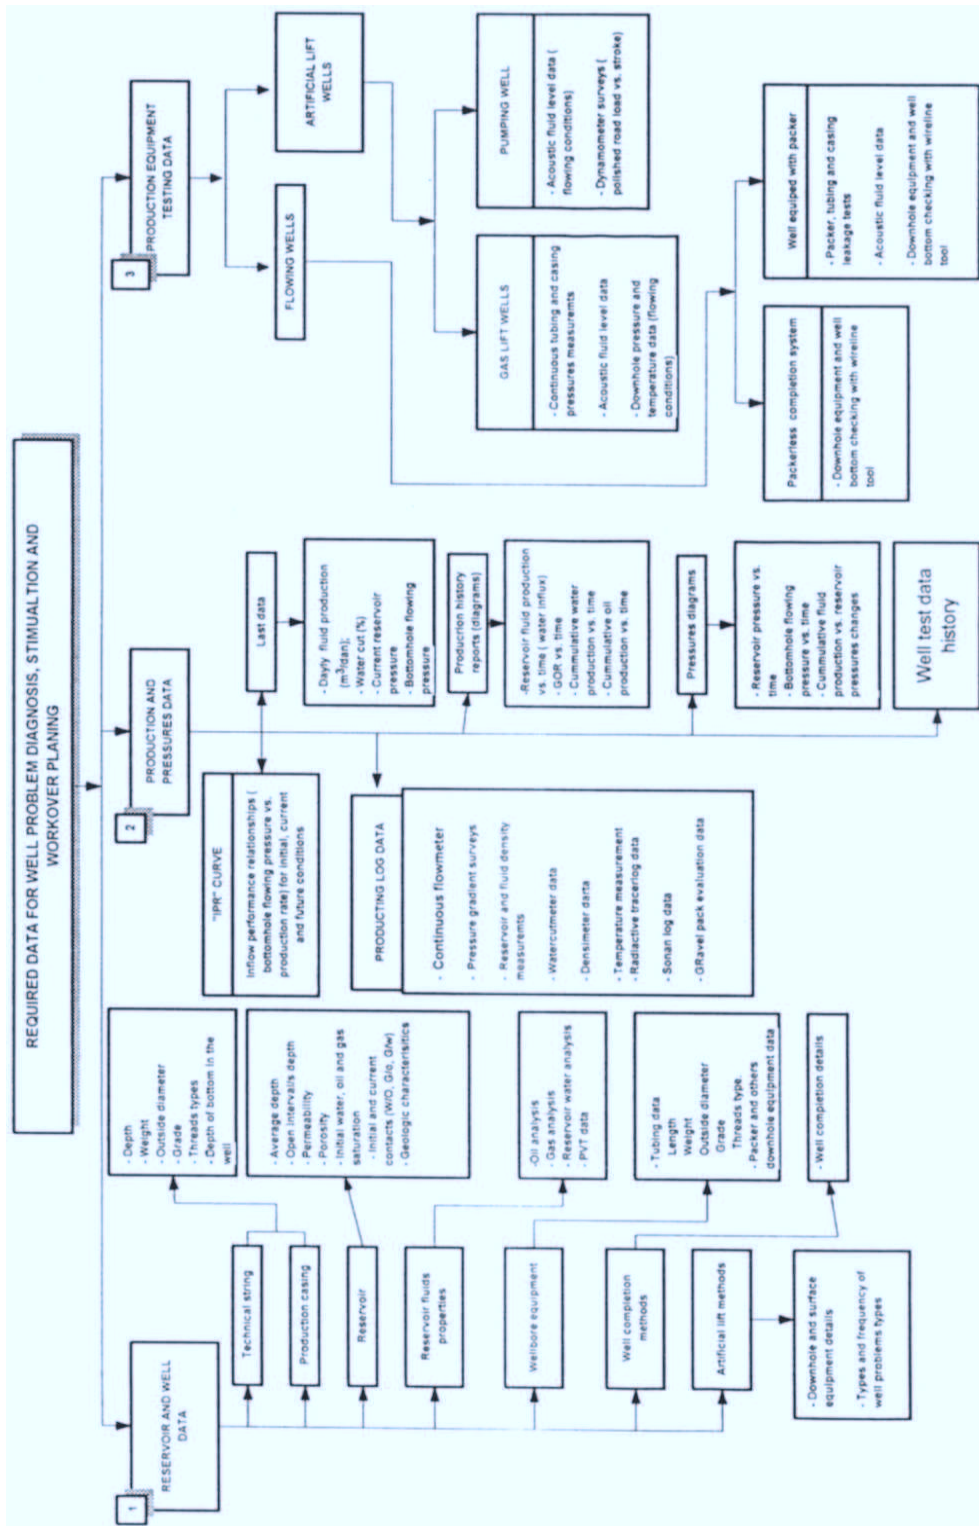 REQUIRED DATA FOR WELL PROBLEM DIAGNOSIS, STIMUALTION AND
WORKOVER PLANING
1
RESERVOIR AND WELL
DATA
Technical string
Production casing
- Depth
- Weight
- Outside diameter
- Grade
- Threads types
- Depth of bottom in the
well
Reservoir
- Average depth
- Open intervalls depth
- Permeability
- Porosity
- Initial water, oil and gas
saturation
- Initial and current
contacts (W/O, G/o, G/w)
- Geologic characterisitics
Reservoir fluids
properties
-Oil analysis
- Gas analysis
- Reservoir water analysis
- PVT data
Wellbore equipment
- Tubing data
Length
Weight
Outside diameter
Grade
Threads type.
- Packer and others
downhole equipment data
Well completion
methods
- Well completion details
Artificial lift methods
- Downhole and surface
equipment details
- Types and frequency of
well problems types
2
PRODUCTION AND
PRESSURES DATA
"IPR" CURVE
Inflow performance relationships (
bottomhole flowing pressure vs.
production rate) for initial, current
and future conditions
Last data
- Dayly fluid production
(m³/dan);
- Water cut (%)
- Current reservoir
pressure
- Bottomhole flowing
pressure
PRODUCTING LOG DATA
- Continuous flowmeter
- Pressure gradient surveys
- Reservoir and fluid density
measuremts
- Watercutmeter data
- Densimeter darta
- Temperature measurement
- Radiactive tracerlog data
- Sonan log data
- GRavel pack evaluation data
Production history
reports (diagrams)
-Reservoir fluid production
vs. time ( water influx)
- GOR vs. time
- Cummulative water
production vs. time
- Cummulative oil
production vs. time
Pressures diagrams
- Reservoir pressure vs.
time
- Bottomhole flowing
pressure vs. time
- Cummulative fluid
production vs. reservoir
pressures changes
Well test data
history
3
PRODUCTION EQUIPMENT
TESTING DATA
FLOWING WELLS
ARTIFICIAL LIFT
WELLS
GAS LIFT WELLS
- Continuous tubing and casing
pressures measuremts
- Acoustic fluid level data
- Downhole pressure and
temperature data (flowing
conditions)
PUMPING WELL
- Acoustic fluid level data (
flowing conditions)
- Dynamometer surveys (
polished road load vs. stroke)
Packerless completion system
- Downhole equipment and well
bottom checking with wireline
tool
Well equiped with packer
- Packer, tubing and casing
leakage tests
- Acoustic fluid level data
- Downhole equipment and well
bottom checking with wireline
tool